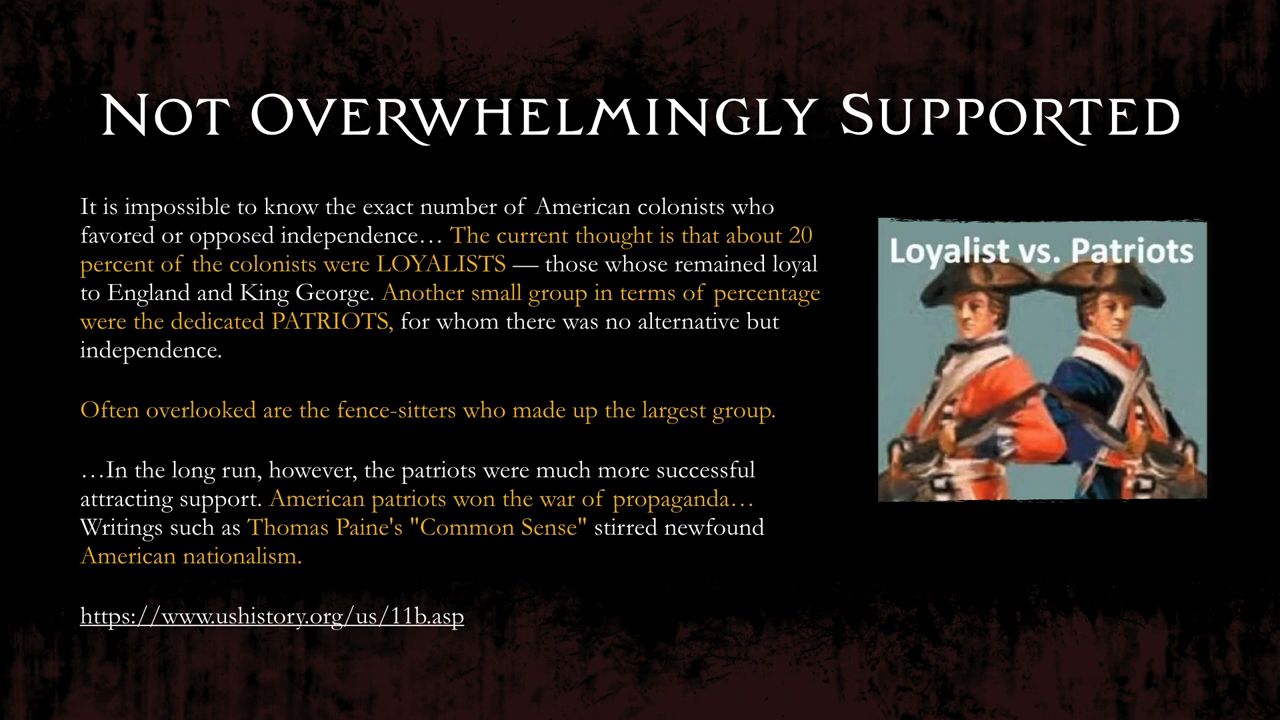 Not Overwhelmingly Supported
It is impossible to know the exact number of American colonists who
favored or opposed independence… The current thought is that about 20
percent of the colonists were LOYALISTS — those whose remained loyal
to England and King George. Another small group in terms of percentage
were the dedicated PATRIOTS, for whom there was no alternative but
independence.
Often overlooked are the fence-sitters who made up the largest group.
…In the long run, however, the patriots were much more successful
attracting support. American patriots won the war of propaganda…
Writings such as Thomas Paine's "Common Sense" stirred newfound
American nationalism.
https://www.ushistory.org/us/11b.asp
Loyalist vs. Patriots